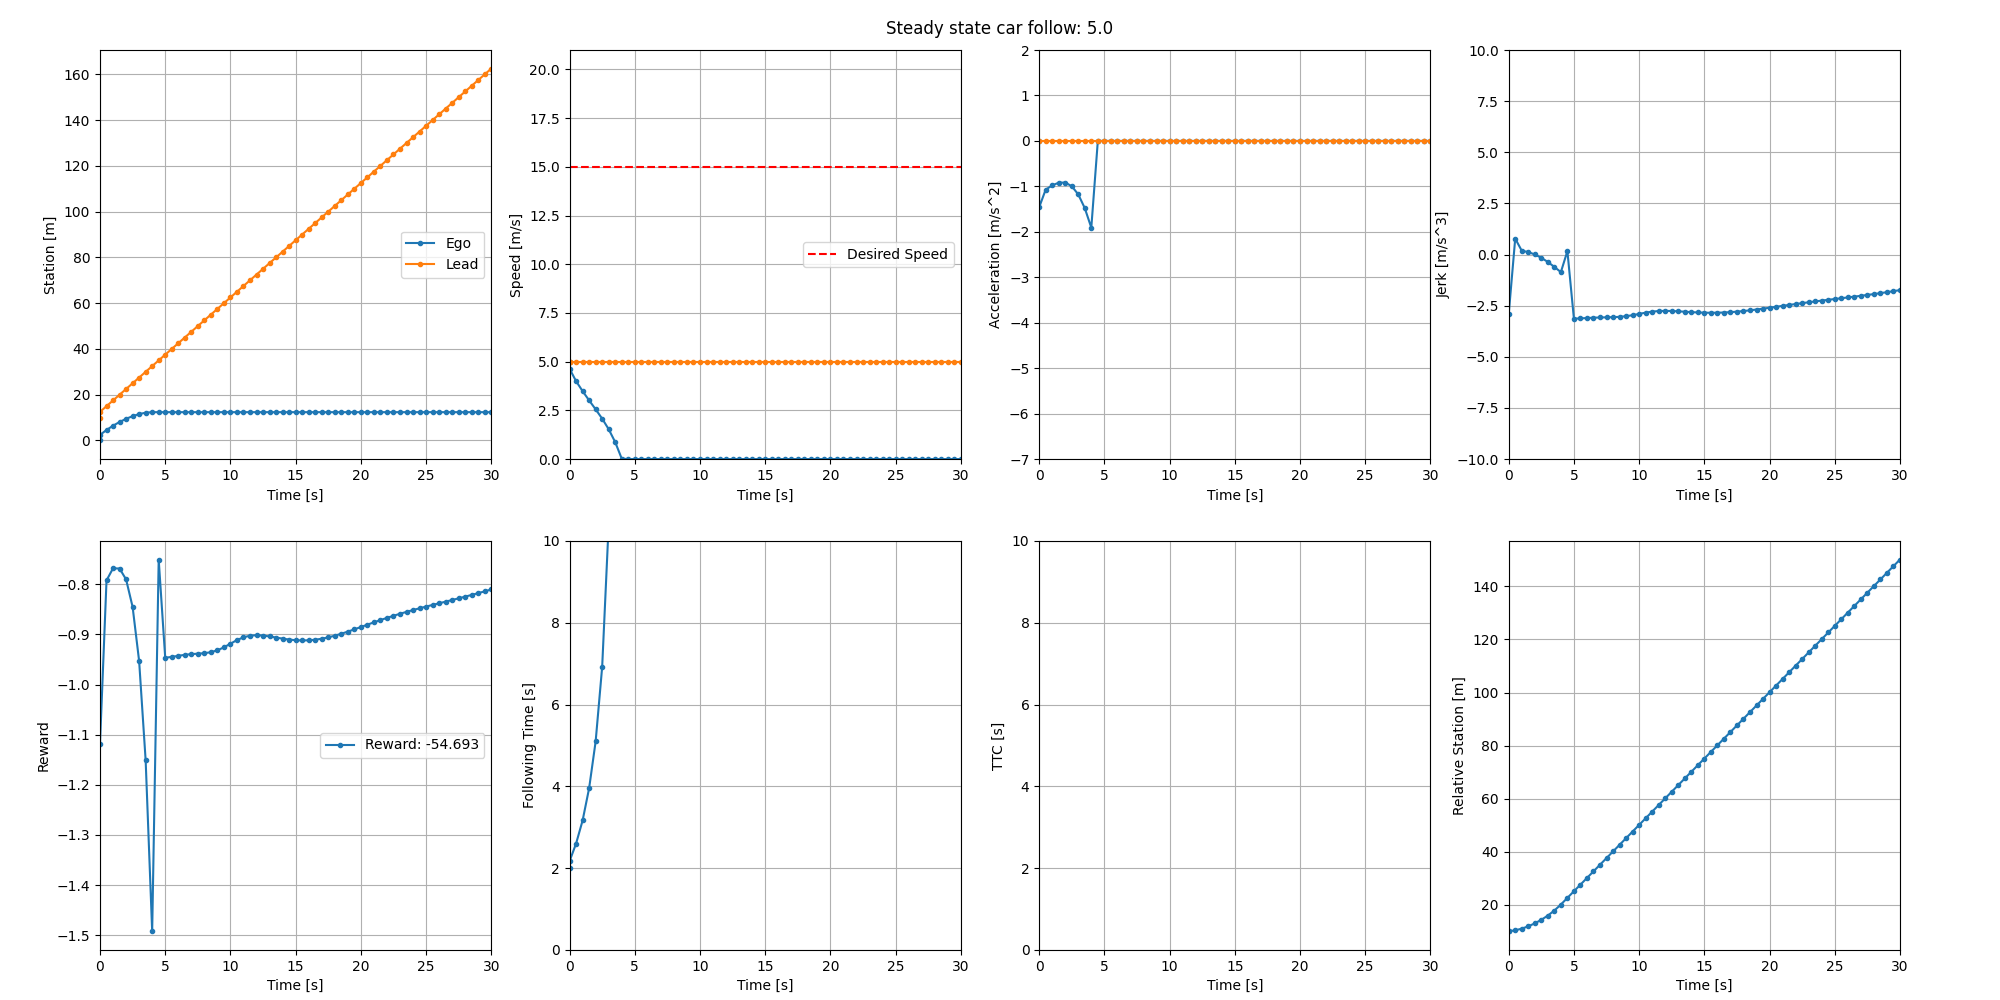 Steady state car follow: 5.0
160
140
120
100
80
60
40
20
0
Station [m]
Ego
Lead
0 5 10 15 20 25 30
Time [s]
20.0
17.5
15.0
12.5
10.0
7.5
5.0
2.5
0.0
Speed [m/s]
Desired Speed
0 5 10 15 20 25 30
Time [s]
2
1
0
−1
−2
−3
−4
−5
−6
−7
Acceleration [m/s^2]
0 5 10 15 20 25 30
Time [s]
10.0
7.5
5.0
2.5
0.0
−2.5
−5.0
−7.5
−10.0
Jerk [m/s^3]
0 5 10 15 20 25 30
Time [s]
−0.8
−0.9
−1.0
−1.1
−1.2
−1.3
−1.4
−1.5
Reward
Reward: -54.693
0 5 10 15 20 25 30
Time [s]
10
8
6
4
2
0
Following Time [s]
0 5 10 15 20 25 30
Time [s]
10
8
6
4
2
0
TTC [s]
0 5 10 15 20 25 30
Time [s]
140
120
100
80
60
40
20
Relative Station [m]
0 5 10 15 20 25 30
Time [s]